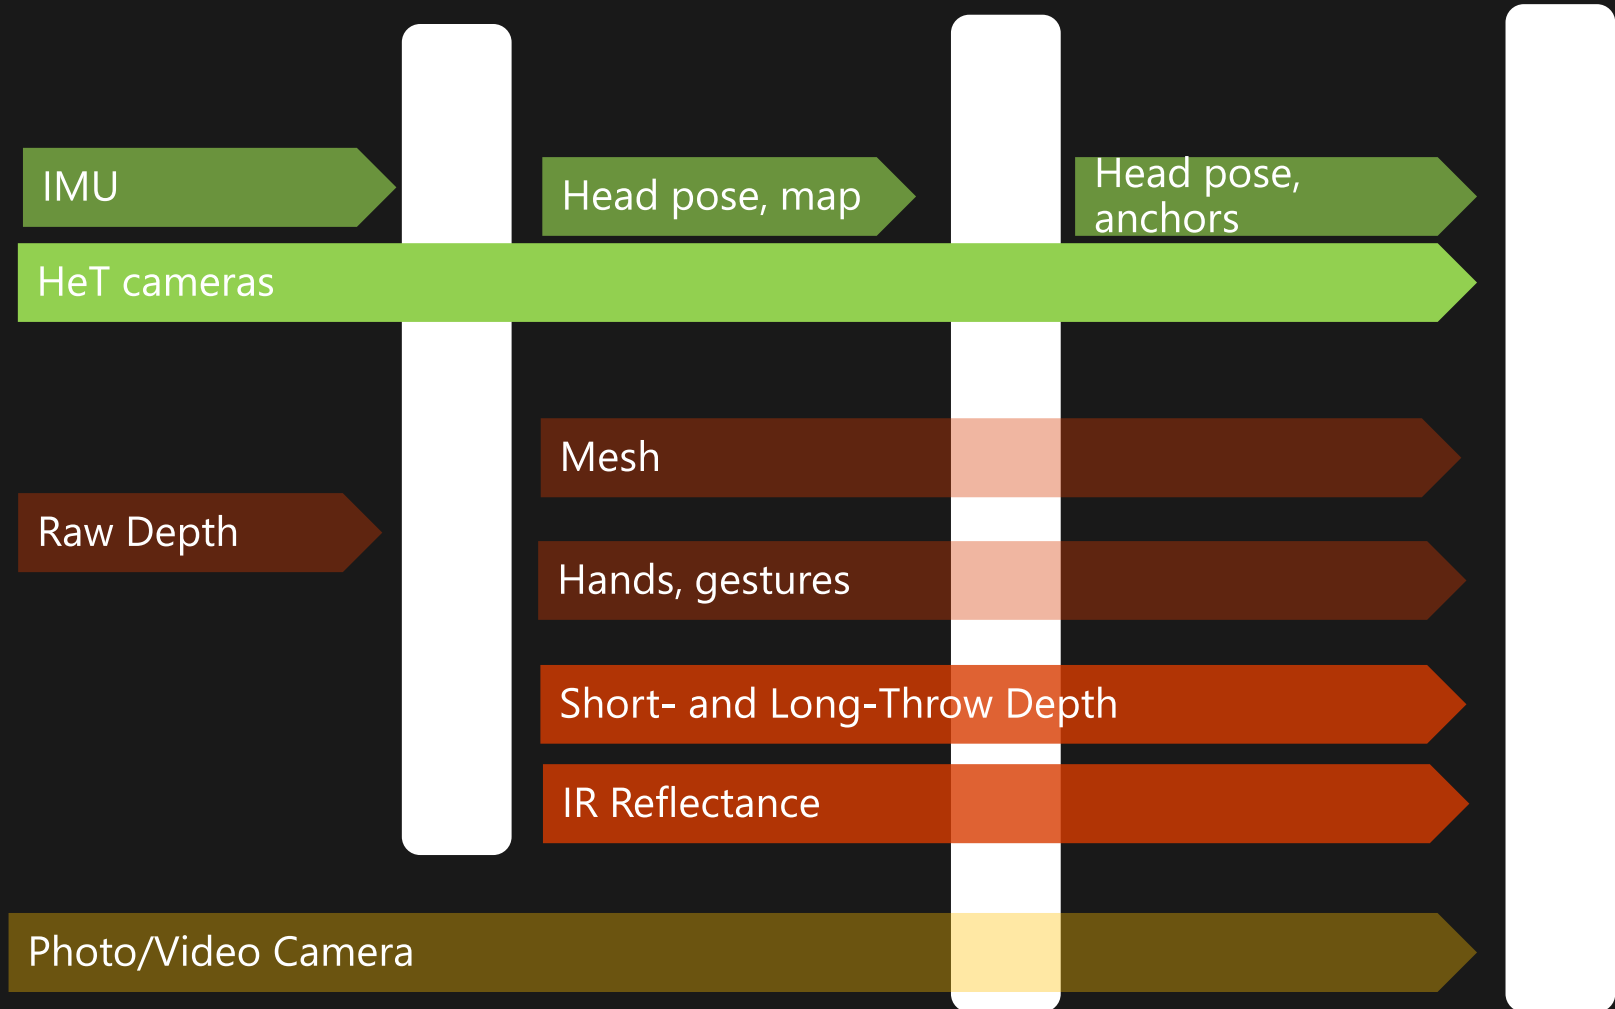 IMU
Head pose, map
Head pose,
anchors
HeT cameras
Mesh
Raw Depth
Hands, gestures
Short- and Long-Throw Depth
IR Reflectance
Photo/Video Camera